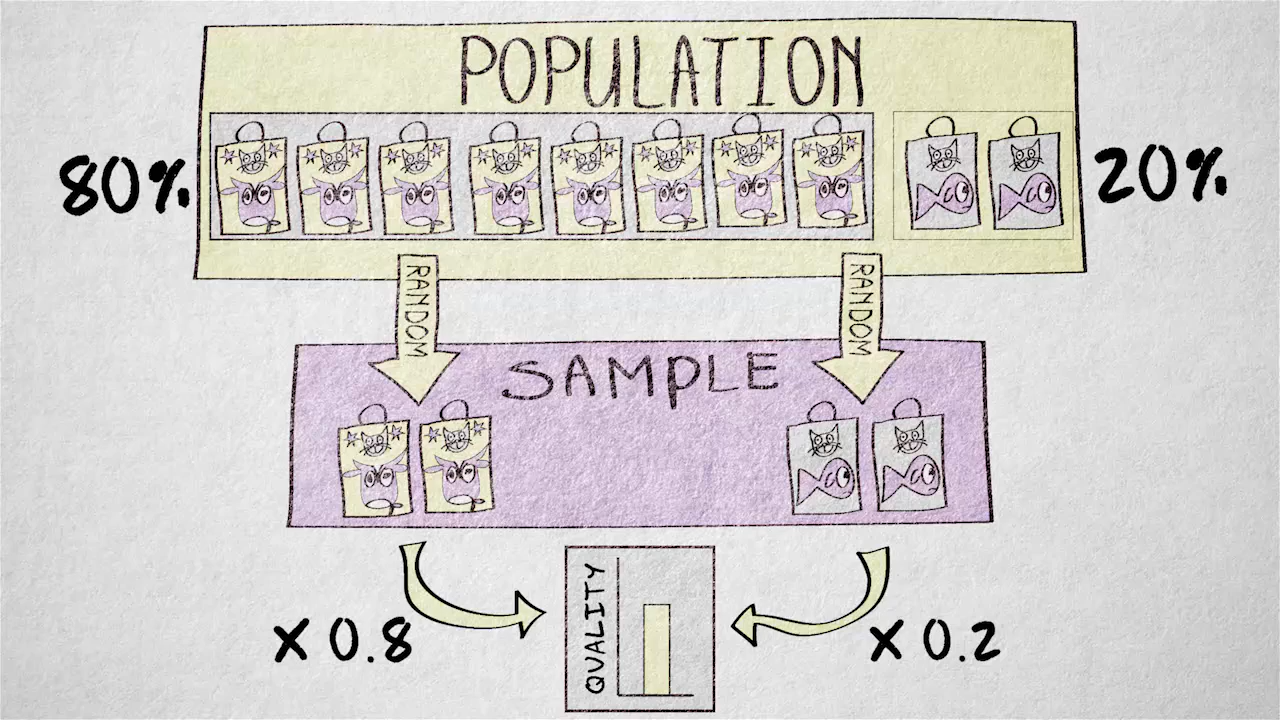 POPULATION
80%
20%
RANDOM
RANDOM
SAMPLE
X 0.8
QUALITY
X 0.2